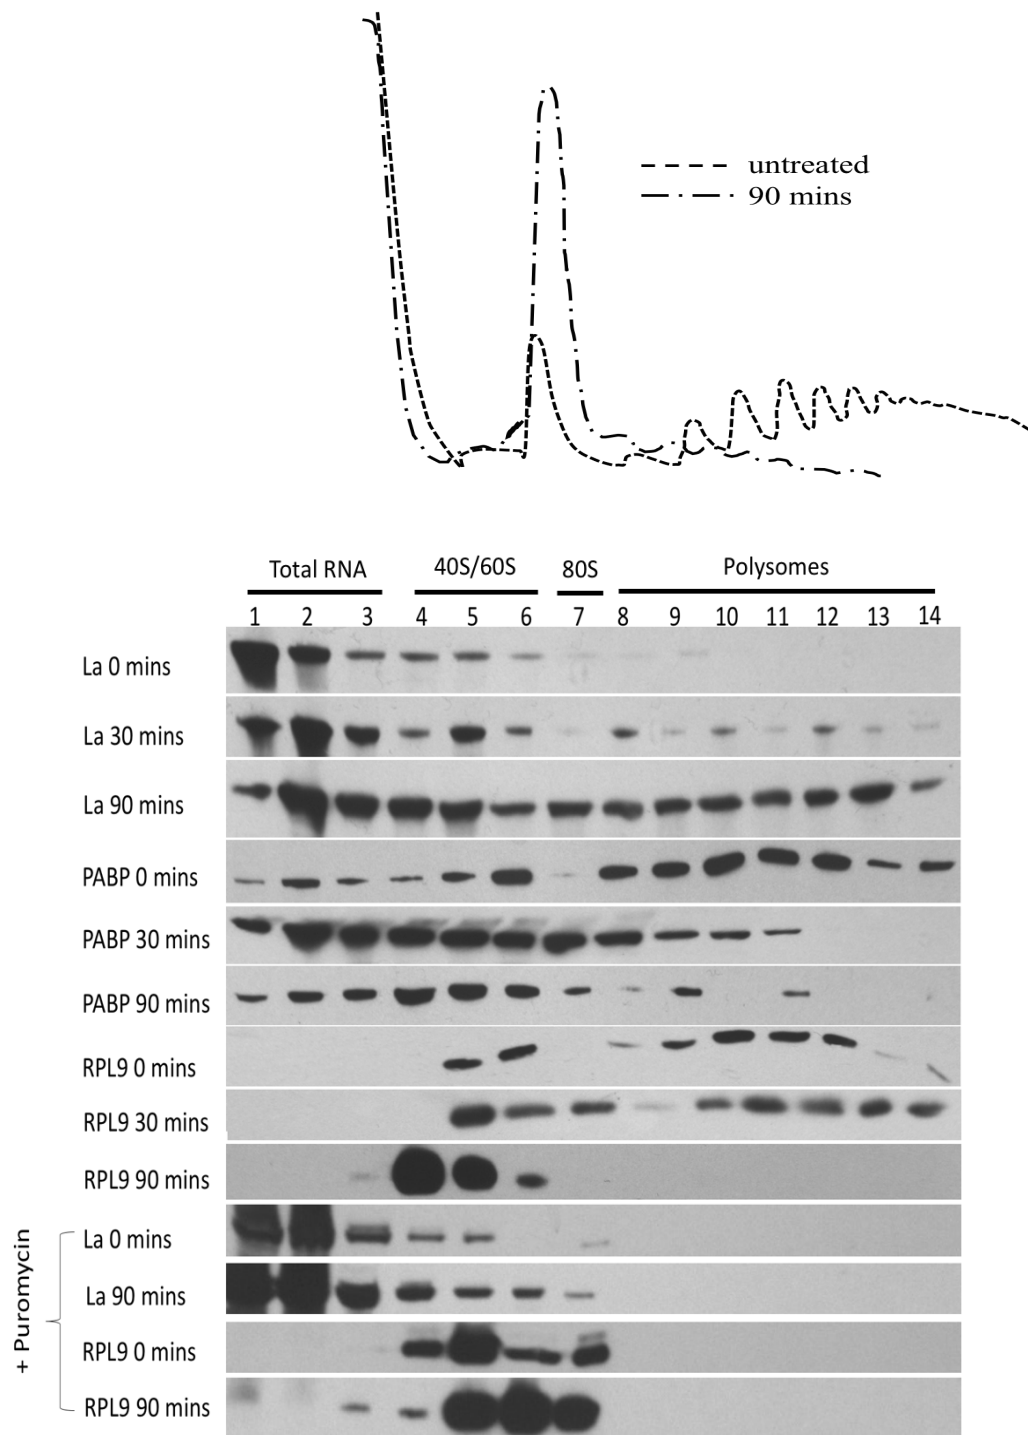 untreated
90 mins
Total RNA 40S/60S 80S Polysomes
1 2 3 4 5 6 7 8 9 10 11 12 13 14
La 0 mins
La 30 mins
La 90 mins
PABP 0 mins
PABP 30 mins
PABP 90 mins
RPL9 0 mins
RPL9 30 mins
RPL9 90 mins
+ Puromycin
La 0 mins
La 90 mins
RPL9 0 mins
RPL9 90 mins